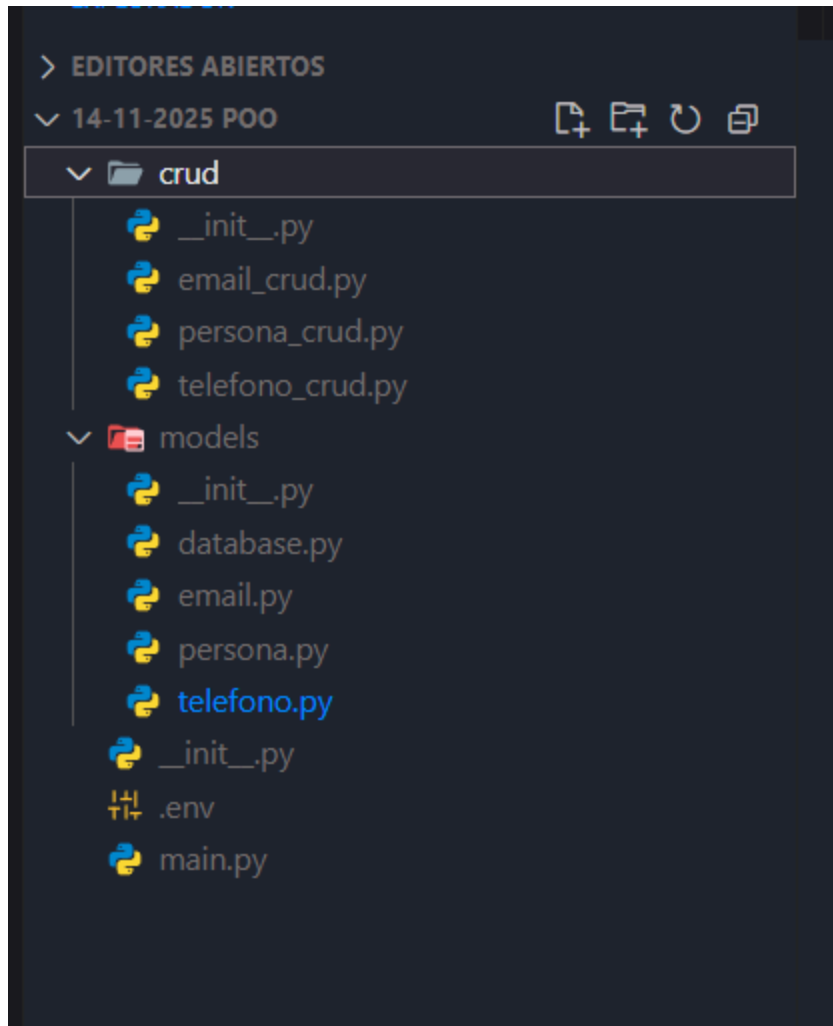 EDITORES ABIERTOS
14-11-2025 POO
crud
__init__.py
email_crud.py
persona_crud.py
telefono_crud.py
models
__init__.py
database.py
email.py
persona.py
telefono.py
__init__.py
.env
main.py